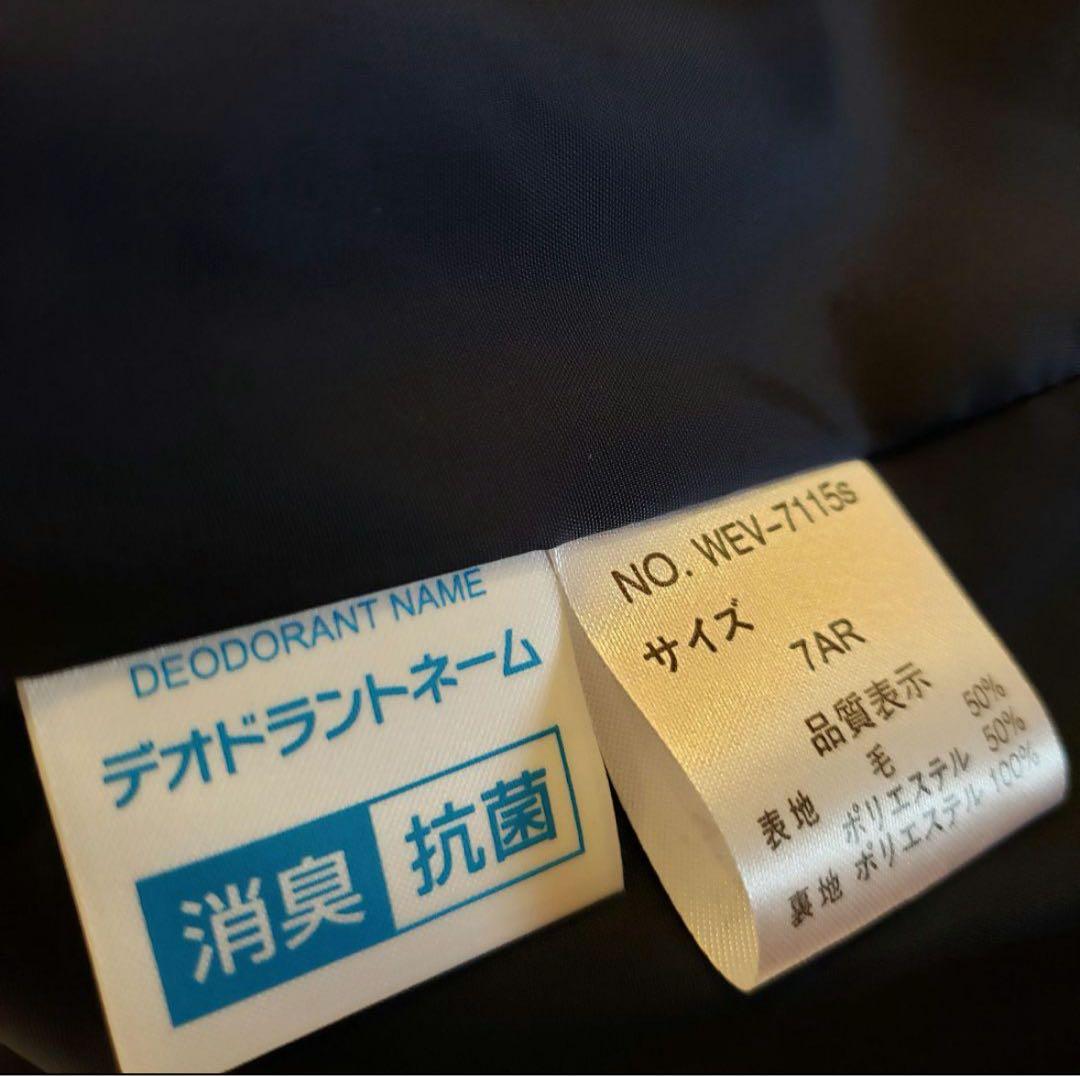 DEODORANT NAME
デオドラントネーム
消臭 抗菌
NO. WEV-7115s
サイズ
7AR
品質表示
表地 毛 50%
ポリエステル 50%
裏地 ポリエステル 100%